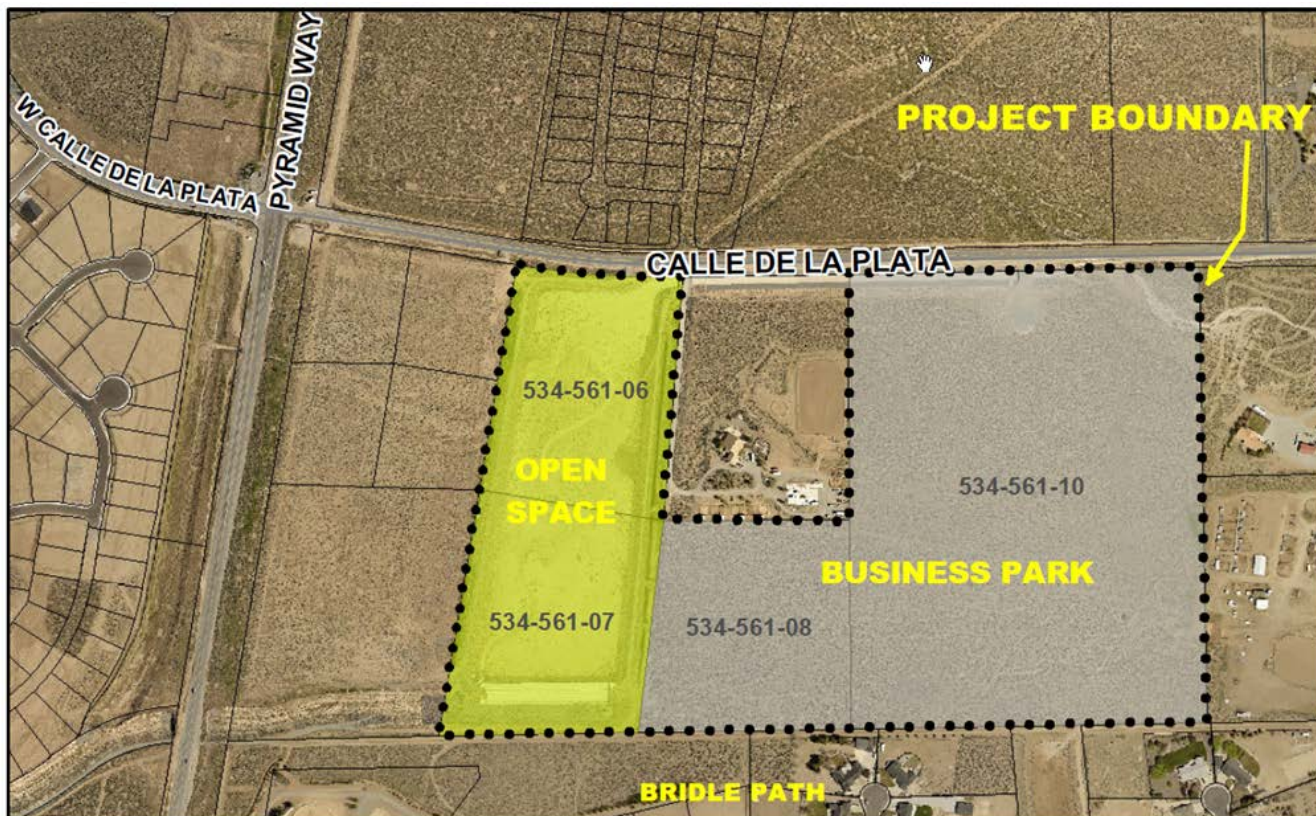 PYRAMID WAY
W CALLE DE LA PLATA
PROJECT BOUNDARY
CALLE DE LA PLATA
534-561-06
OPEN
SPACE
534-561-10
BUSINESS PARK
534-561-07
534-561-08
BRIDLE PATH